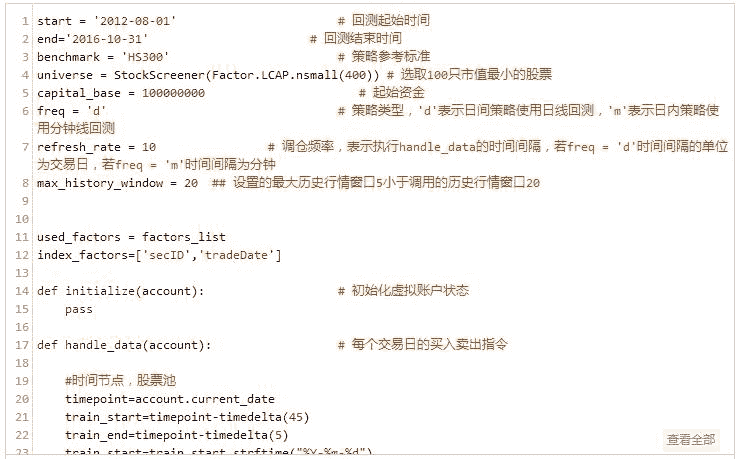 1 start = '2012-08-01' # 回测起始时间
2 end='2016-10-31' # 回测结束时间
3 benchmark = 'HS300' # 策略参考标准
4 universe = StockScreener(Factor.LCAP.nsmall(400)) # 选取100只市值最小的股票
5 capital_base = 100000000 # 起始资金
6 freq = 'd' # 策略类型，'d'表示日间策略使用日线回测，'m'表示日内策略使
用分钟线回测
7 refresh_rate = 10 # 调仓频率，表示执行handle_data的时间间隔，若freq = 'd'时间间隔的单位
为交易日，若freq = 'm'时间间隔为分钟
8 max_history_window = 20 ## 设置的最大历史行情窗口5小于调用的历史行情窗口20
9
10
11 used_factors = factors_list
12 index_factors=['secID','tradeDate']
13
14 def initialize(account): # 初始化虚拟账户状态
15 pass
16
17 def handle_data(account): # 每个交易日的买入卖出指令
18
19 #时间节点，股票池
20 timepoint=account.current_date
21 train_start=timepoint-timedelta(45)
22 train_end=timepoint-timedelta(5)
23 train_start=train_start.strftime("%Y-%m-%d")
查看全部